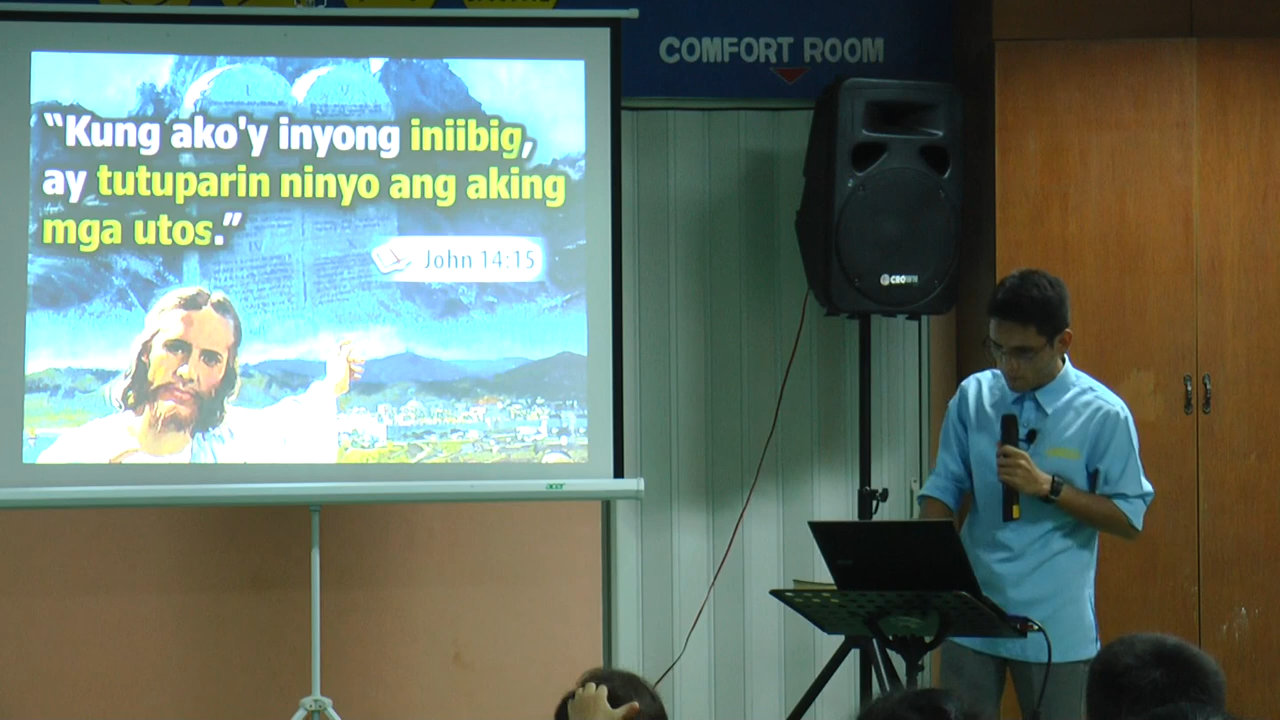 COMFORT ROOM
“Kung ako'y inyong iniibig,
ay tutuparin ninyo ang aking
mga utos.”
John 14:15
CROWN
acer